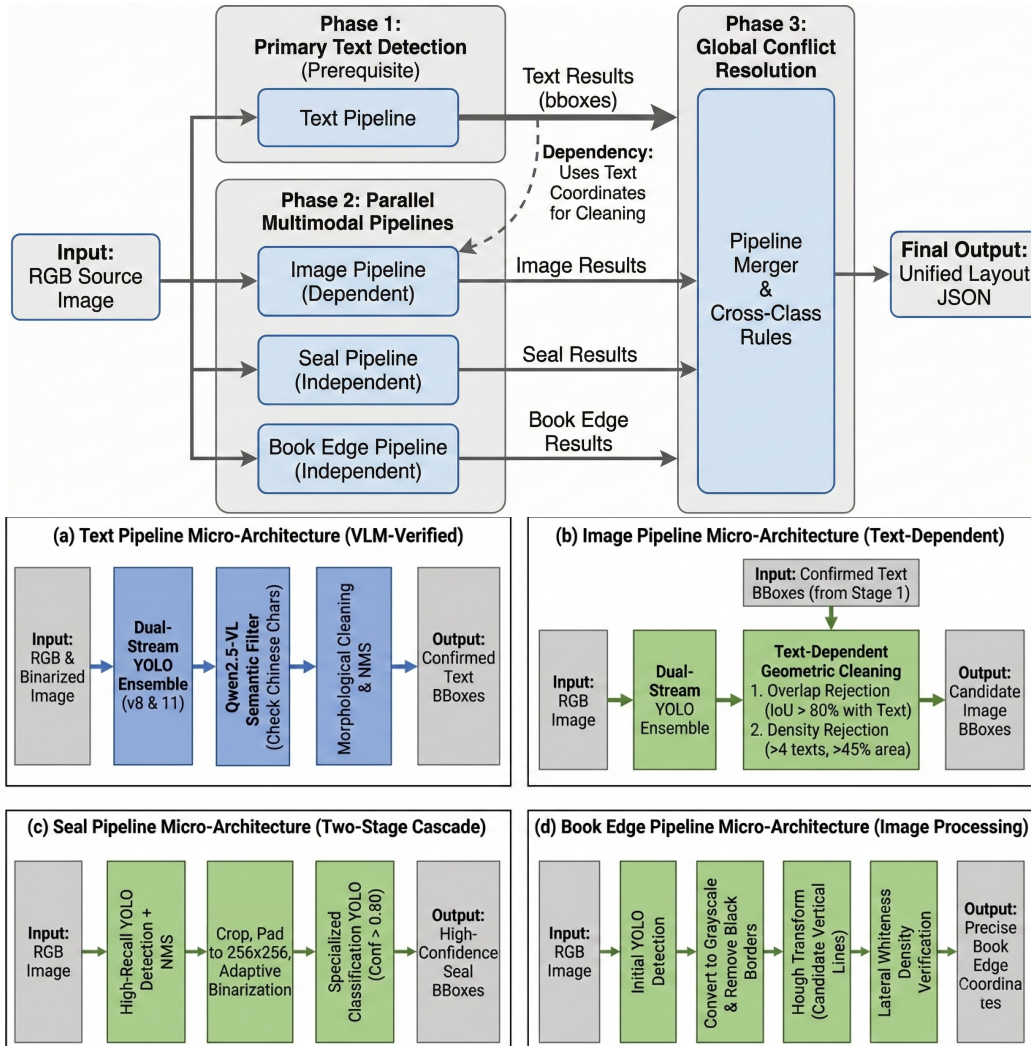 Phase 1:
Primary Text Detection
(Prerequisite)
Text Pipeline
Text Results
(bboxes)
Dependency:
Uses Text
Coordinates
for Cleaning
Phase 2: Parallel
Multimodal Pipelines
Input:
RGB Source
Image
Image Pipeline
(Dependent)
Image Results
Seal Pipeline
(Independent)
Seal Results
Book Edge Pipeline
(Independent)
Book Edge
Results
Phase 3:
Global Conflict
Resolution
Pipeline
Merger
&
Cross-Class
Rules
Final Output:
Unified Layout
JSON
(a) Text Pipeline Micro-Architecture (VLM-Verified)
Input:
RGB &
Binarized
Image
Dual-
Stream
YOLO
Ensemble
(v8 & 11)
Qwen2.5-VL
Semantic Filter
(Check Chinese Chars)
Morphological Cleaning
& NMS
Output:
Confirmed
Text
BBoxes
(b) Image Pipeline Micro-Architecture (Text-Dependent)
Input: Confirmed Text
BBoxes (from Stage 1)
Input:
RGB
Image
Dual-
Stream
YOLO
Ensemble
Text-Dependent
Geometric Cleaning
1. Overlap Rejection
(IoU > 80% with Text)
2. Density Rejection
(>4 texts, >45% area)
Output:
Candidate
Image
BBoxes
(c) Seal Pipeline Micro-Architecture (Two-Stage Cascade)
Input:
RGB
Image
High-Recall YOLO
Detection +
NMS
Crop, Pad
to 256x256,
Adaptive
Binarization
Specialized
Classification YOLO
(Conf > 0.80)
Output:
High-
Confidence
Seal
BBoxes
(d) Book Edge Pipeline Micro-Architecture (Image Processing)
Input:
RGB
Image
Initial YOLO
Detection
Convert to Grayscale
& Remove Black
Borders
Hough Transform
(Candidate Vertical
Lines)
Lateral Whiteness
Density
Verification
Output:
Precise
Book
Edge
Coordina
tes